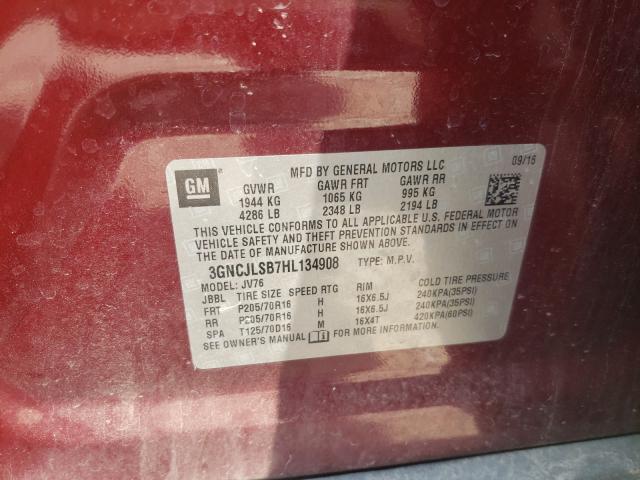 MFD BY GENERAL MOTORS LLC 09/16
GM
GVWR GAWR FRT GAWR RR
1944 KG 1065 KG 995 KG
4286 LB 2348 LB 2194 LB
THIS VEHICLE CONFORMS TO ALL APPLICABLE U.S. FEDERAL MOTOR
VEHICLE SAFETY BUMPER, AND THEFT PREVENTION STANDARDS IN EFFECT ON
THE DATE OF MANUFACTURE SHOWN ABOVE.
3GNCJLSB7HL134908 TYPE: M.P.V.
MODEL: JV76
JBBL TIRE SIZE SPEED RTG RIM COLD TIRE PRESSURE
FRT P205/70R16 H 16X6.5J 240KPA(35PSI)
RR P205/70R16 H 16X6.5J 240KPA(35PSI)
SPA T125/70D16 M 16X4T 420KPA(60PSI)
SEE OWNER'S MANUAL FOR MORE INFORMATION.